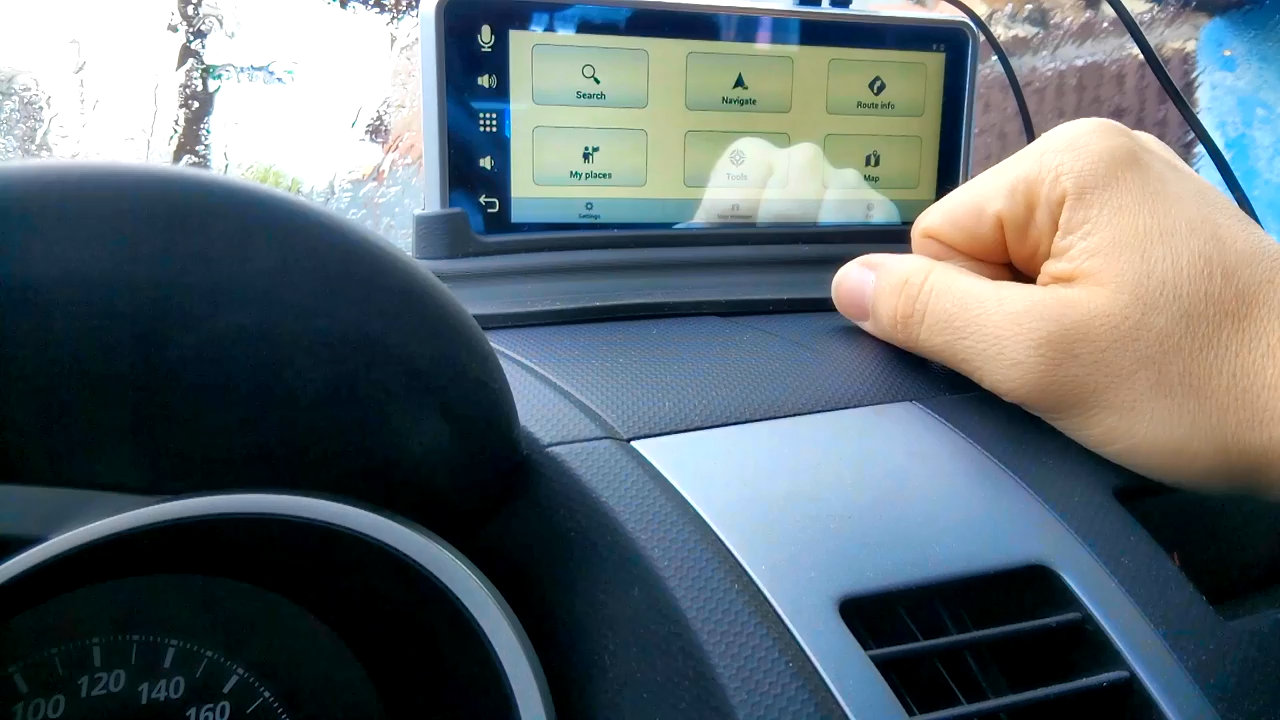 Search
Navigate
Route info
My places
Tools
Map
Settings
100
120
140
160